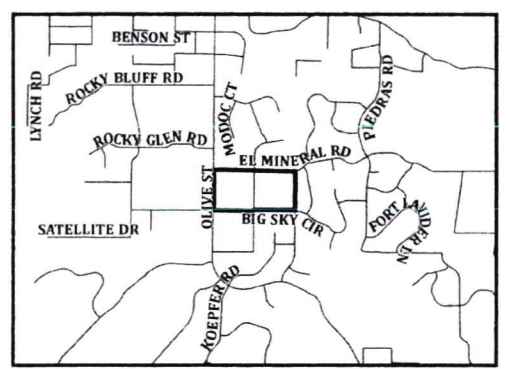 BENSON ST
LYNCH RD
ROCKY BLUFF RD
PIEDRAS RD
MODOC CT
ROCKY GLEN RD
EL MINERAL RD
OLIVE ST
BIG SKY CIR
FORT LAUDER LN
SATELLITE DR
KOEPFER RD